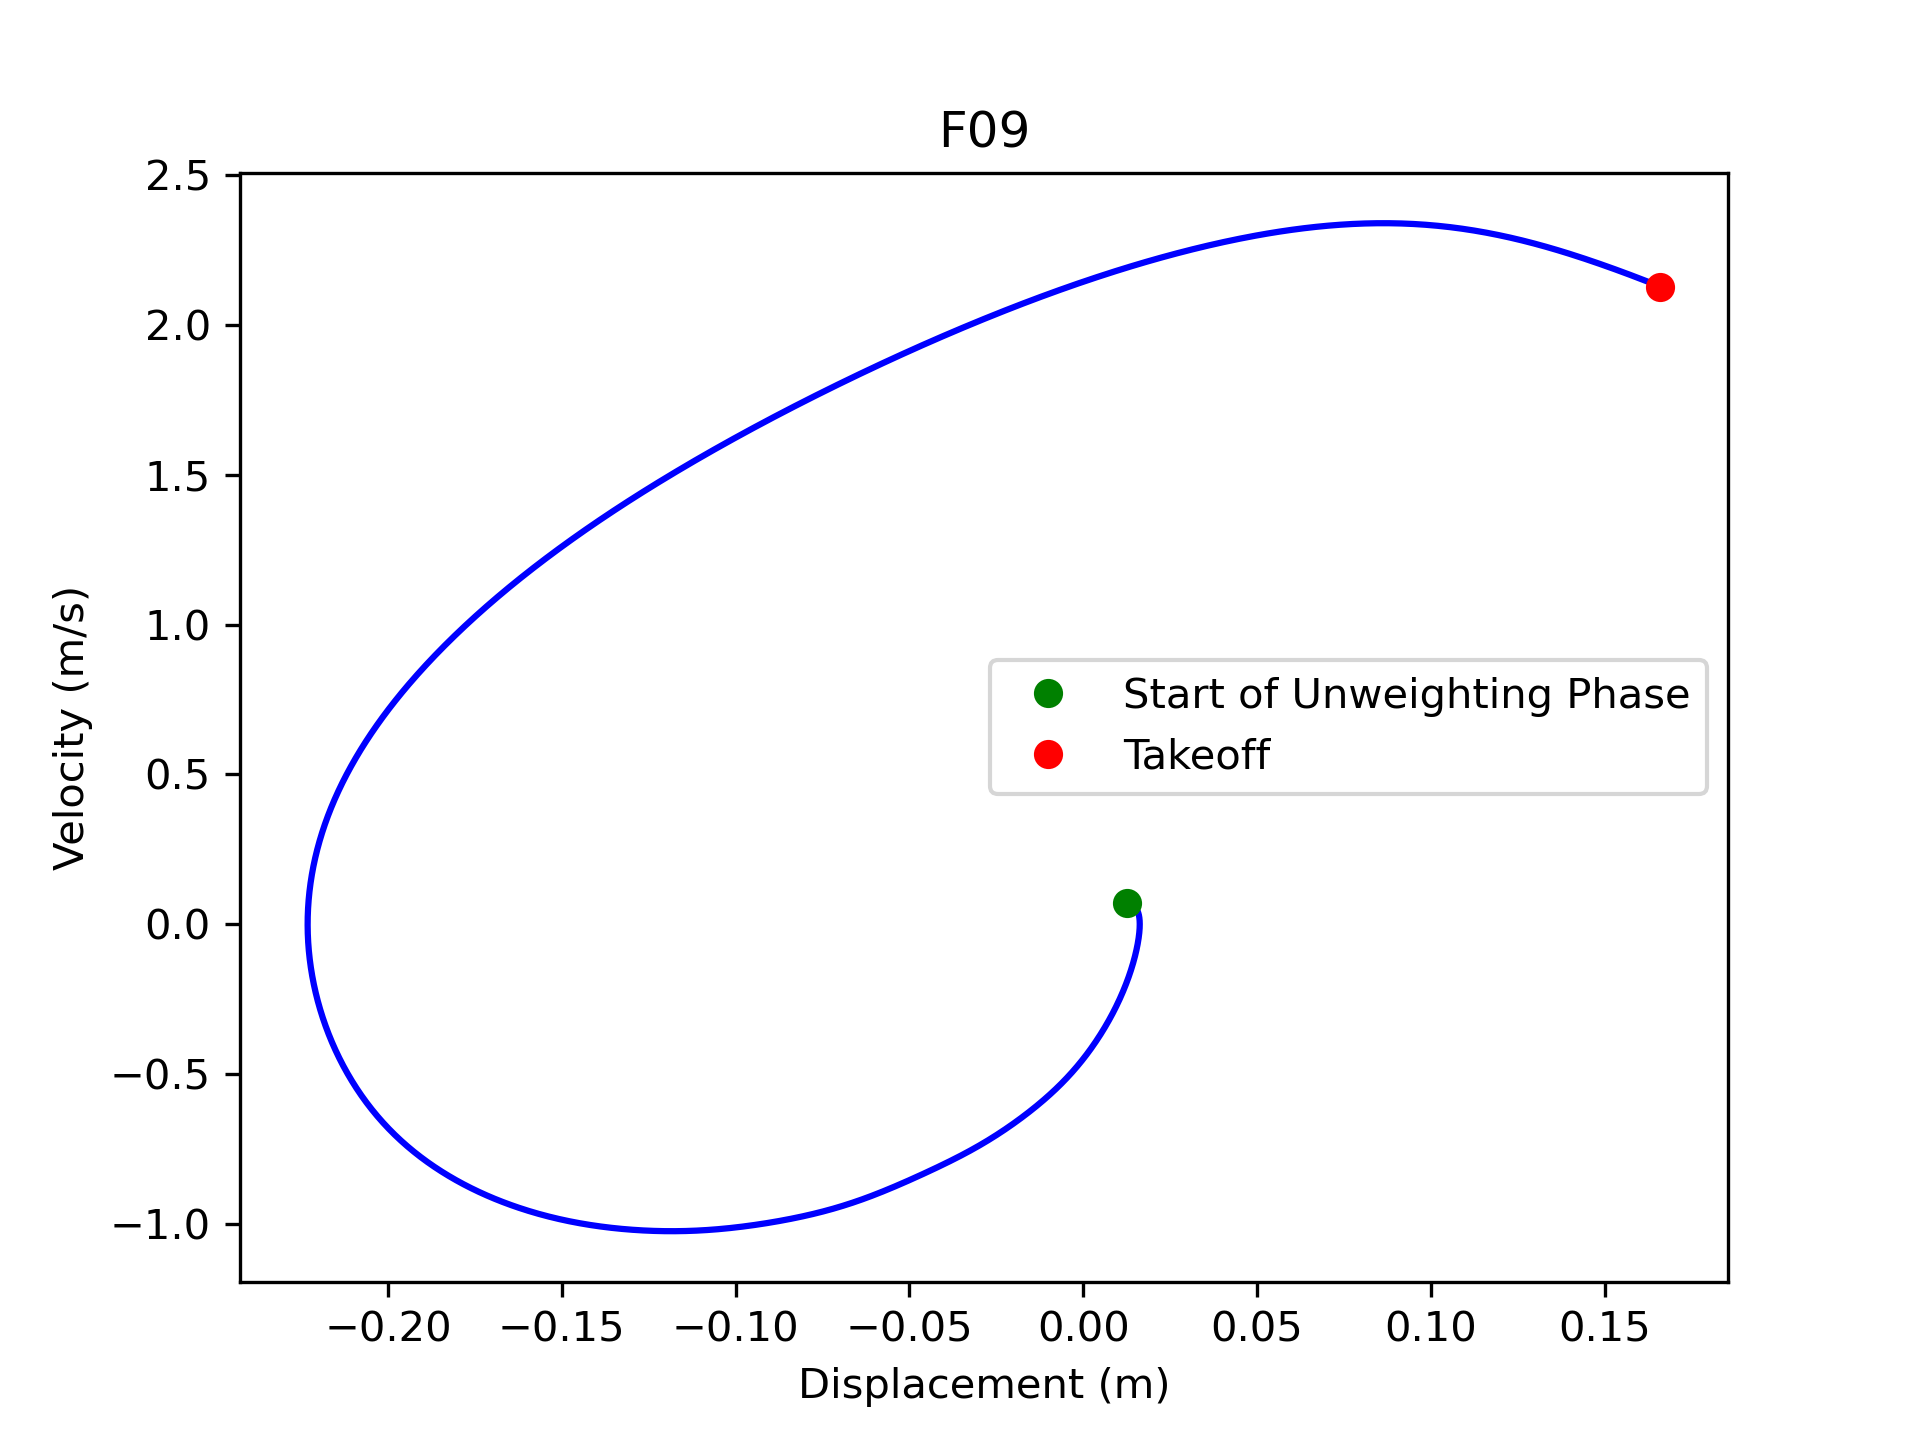 F09
2.5
2.0
1.5
1.0
0.5
0.0
−0.5
−1.0
Velocity (m/s)
Start of Unweighting Phase
Takeoff
−0.20 −0.15 −0.10 −0.05 0.00 0.05 0.10 0.15
Displacement (m)